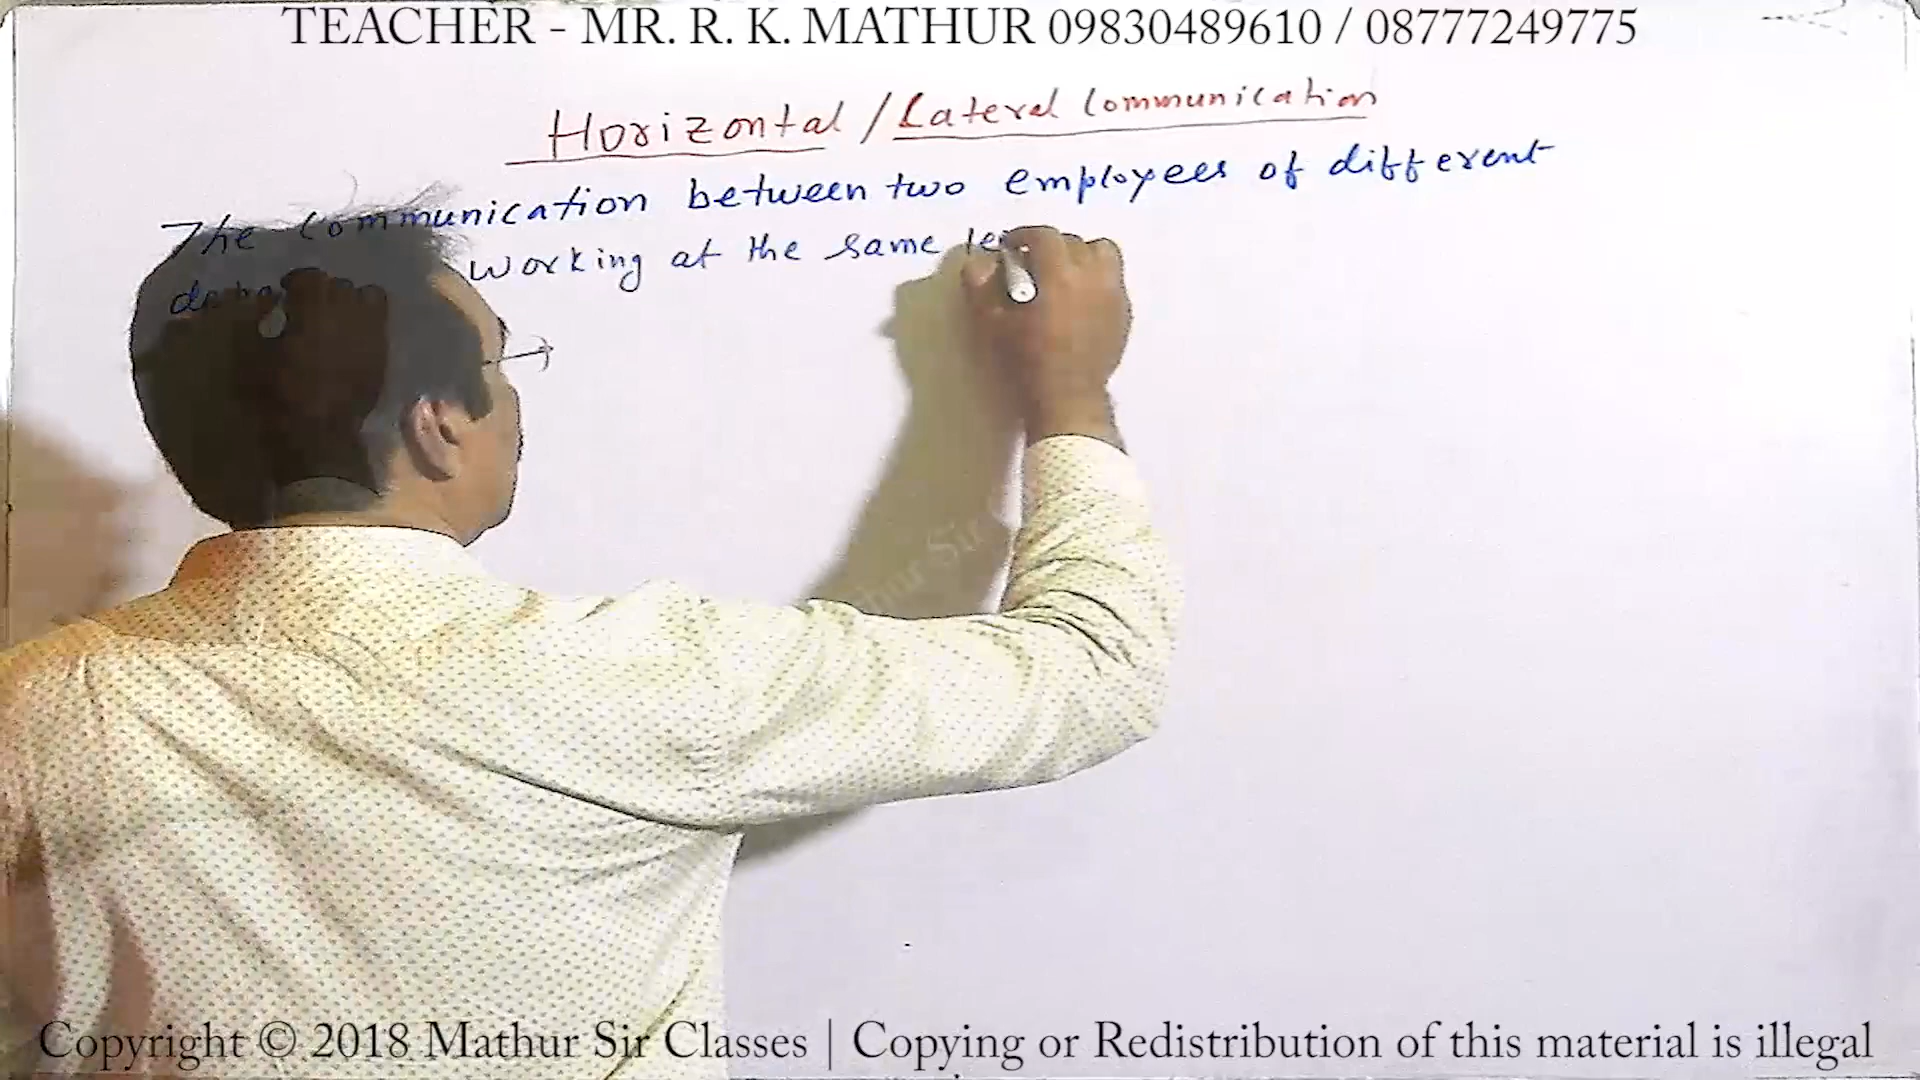 TEACHER - MR. R. K. MATHUR 09830489610 / 08777249775
Horizontal / Lateral Communication
The Communication between two employees of different
working at the same
Sir
Copyright © 2018 Mathur Sir Classes | Copying or Redistribution of this material is illegal